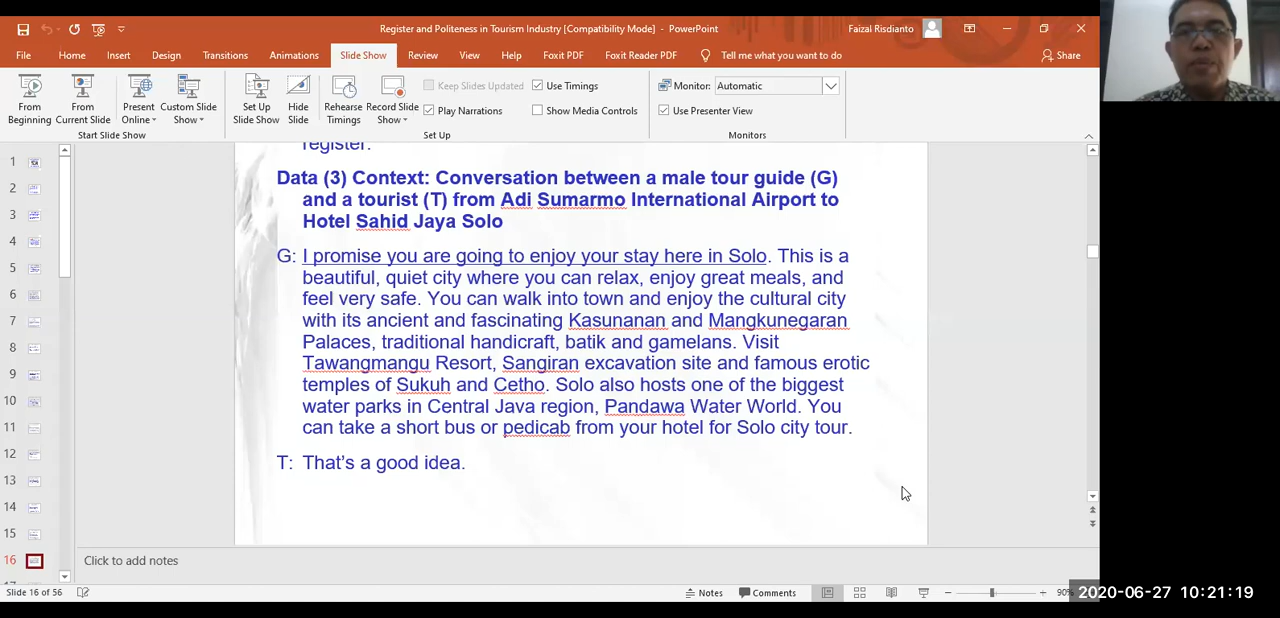 Register and Politeness in Tourism Industry [Compatibility Mode] - PowerPoint
Faizal Risdianto
File Home Insert Design Transitions Animations Slide Show Review View Help Foxit PDF Foxit Reader PDF Tell me what you want to do Share
From Beginning
From Current Slide
Present Online
Custom Slide Show
Start Slide Show
Set Up Slide Show
Hide Slide
Rehearse Timings
Record Slide Show
Keep Slides Updated
Play Narrations
Use Timings
Show Media Controls
Set Up
Monitor: Automatic
Use Presenter View
Monitors
1
2
3
4
5
6
7
8
9
10
11
12
13
14
15
16
register.
Data (3) Context: Conversation between a male tour guide (G)
and a tourist (T) from Adi Sumarmo International Airport to
Hotel Sahid Jaya Solo
G: I promise you are going to enjoy your stay here in Solo. This is a
beautiful, quiet city where you can relax, enjoy great meals, and
feel very safe. You can walk into town and enjoy the cultural city
with its ancient and fascinating Kasunanan and Mangkunegaran
Palaces, traditional handicraft, batik and gamelans. Visit
Tawangmangu Resort, Sangiran excavation site and famous erotic
temples of Sukuh and Cetho. Solo also hosts one of the biggest
water parks in Central Java region, Pandawa Water World. You
can take a short bus or pedicab from your hotel for Solo city tour.
T: That's a good idea.
Click to add notes
Slide 16 of 56
Notes Comments 90%
2020-06-27 10:21:19